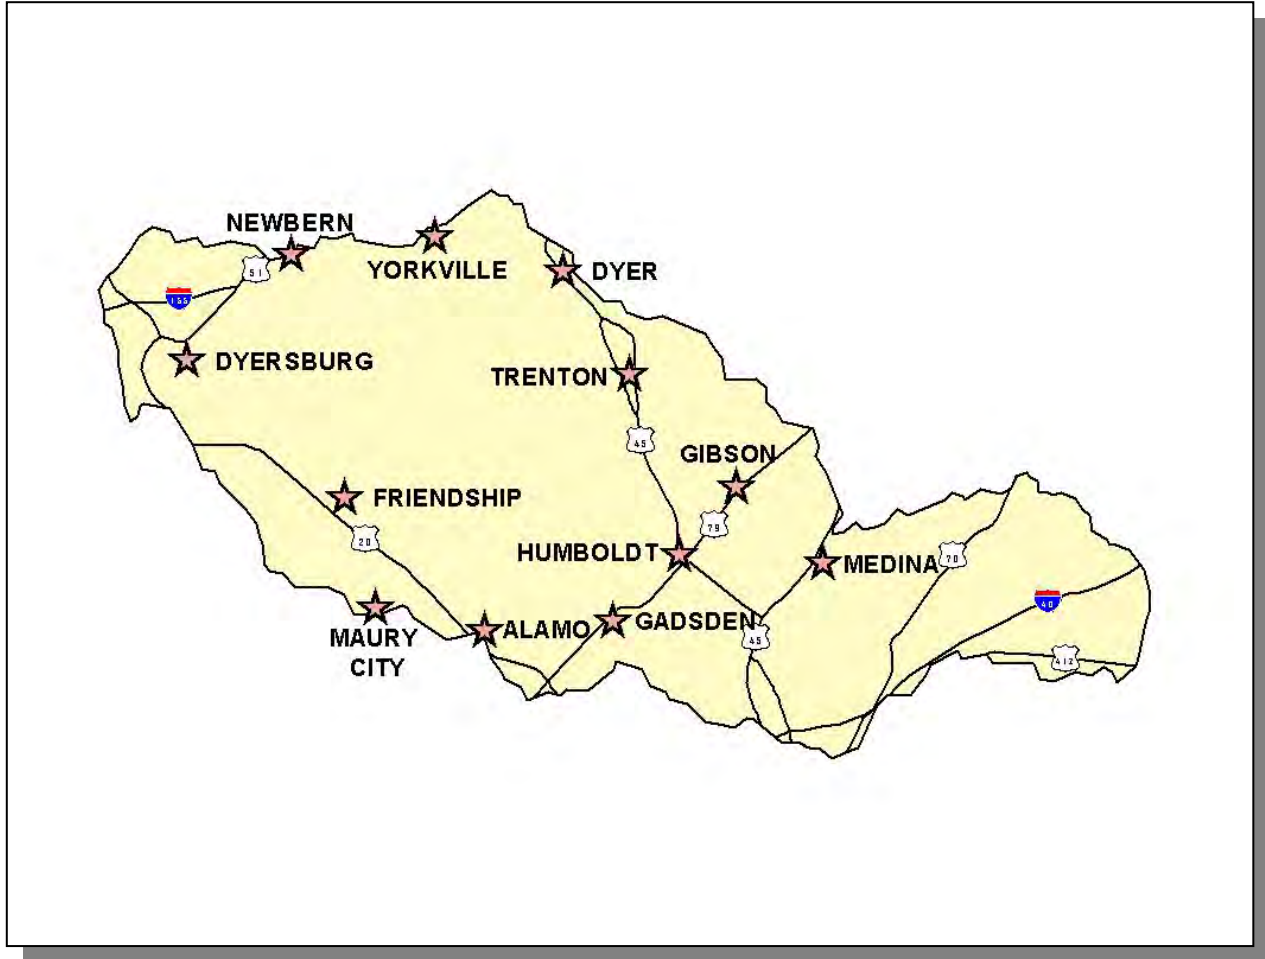 NEWBERN
YORKVILLE
DYER
51
155
DYERSBURG
TRENTON
45
GIBSON
FRIENDSHIP
79
20
HUMBOLDT
MEDINA
70
40
MAURY
CITY
ALAMO
GADSDEN
45
412